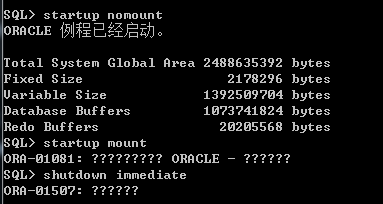 SQL> startup nomount
ORACLE 例程已经启动。
Total System Global Area 2488635392 bytes
Fixed Size 2178296 bytes
Variable Size 1392509704 bytes
Database Buffers 1073741824 bytes
Redo Buffers 20205568 bytes
SQL> startup mount
ORA-01081: ????????? ORACLE - ??????
SQL> shutdown immediate
ORA-01507: ??????